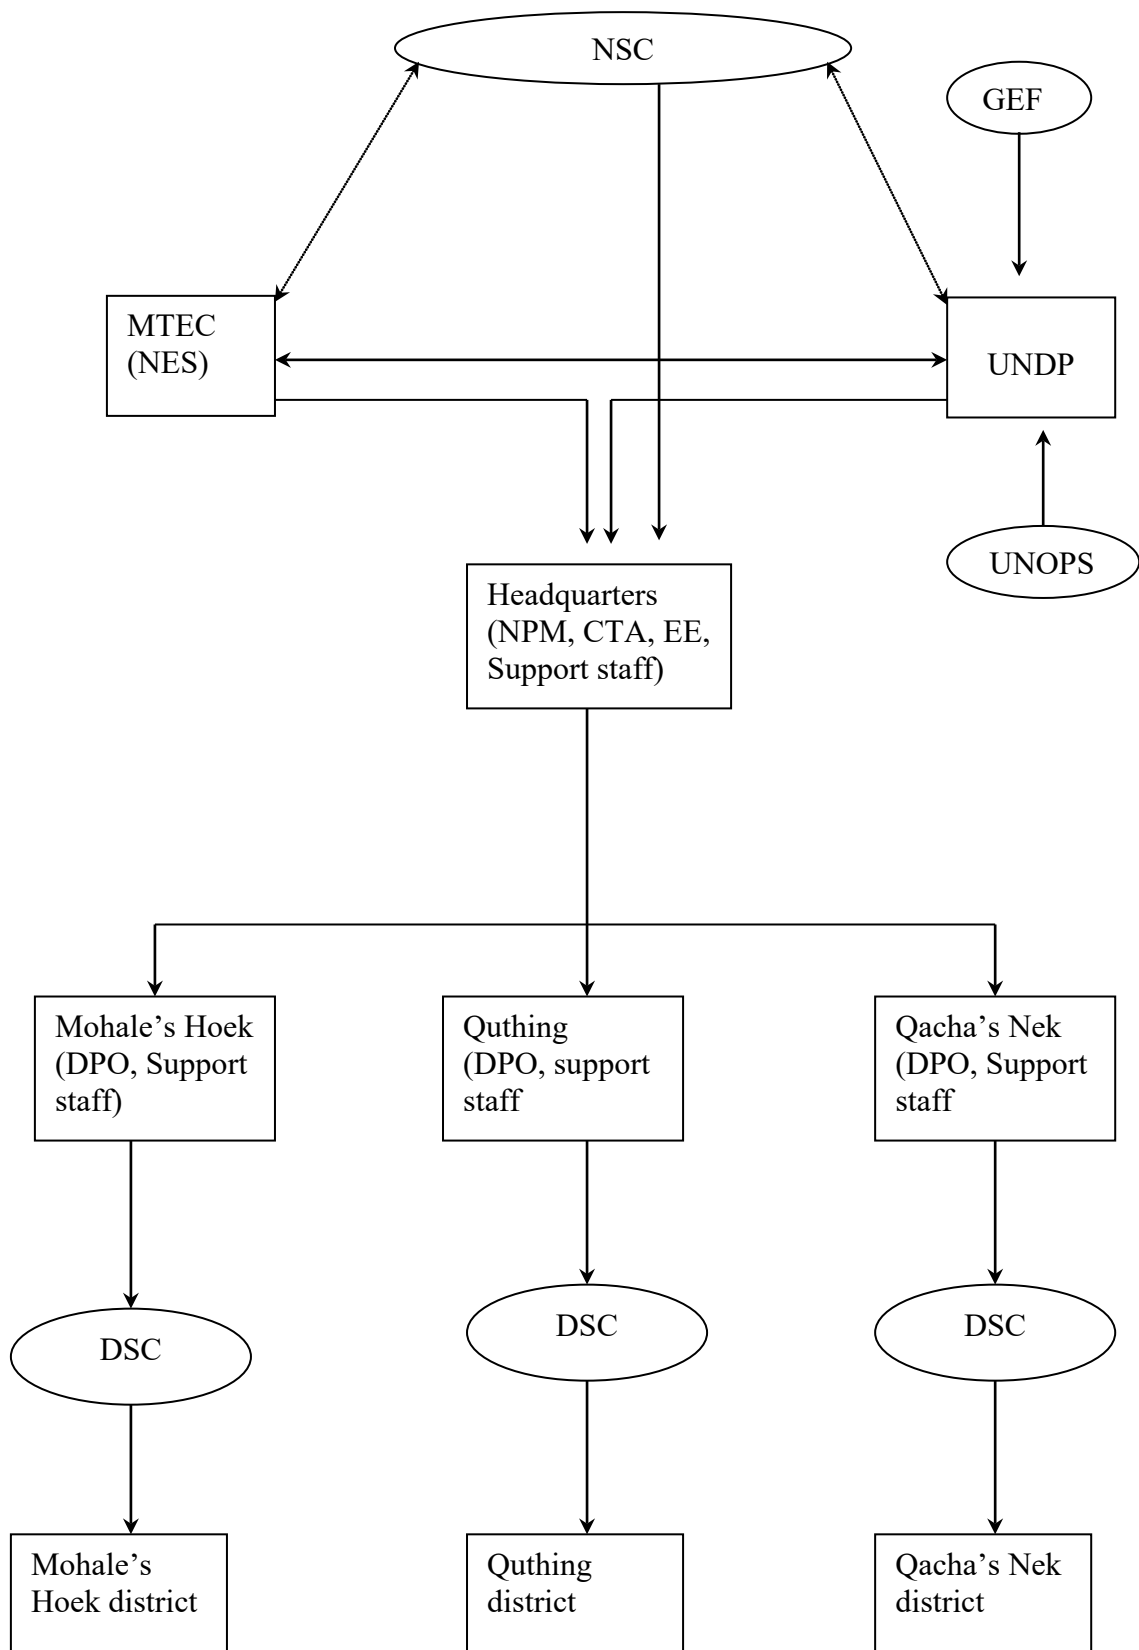 NSC
GEF
MTEC
(NES)
UNDP
UNOPS
Headquarters
(NPM, CTA, EE,
Support staff)
Mohale’s Hoek
(DPO, Support
staff)
Quthing
(DPO, support
staff
Qacha’s Nek
(DPO, Support
staff
DSC
DSC
DSC
Mohale’s
Hoek district
Quthing
district
Qacha’s Nek
district